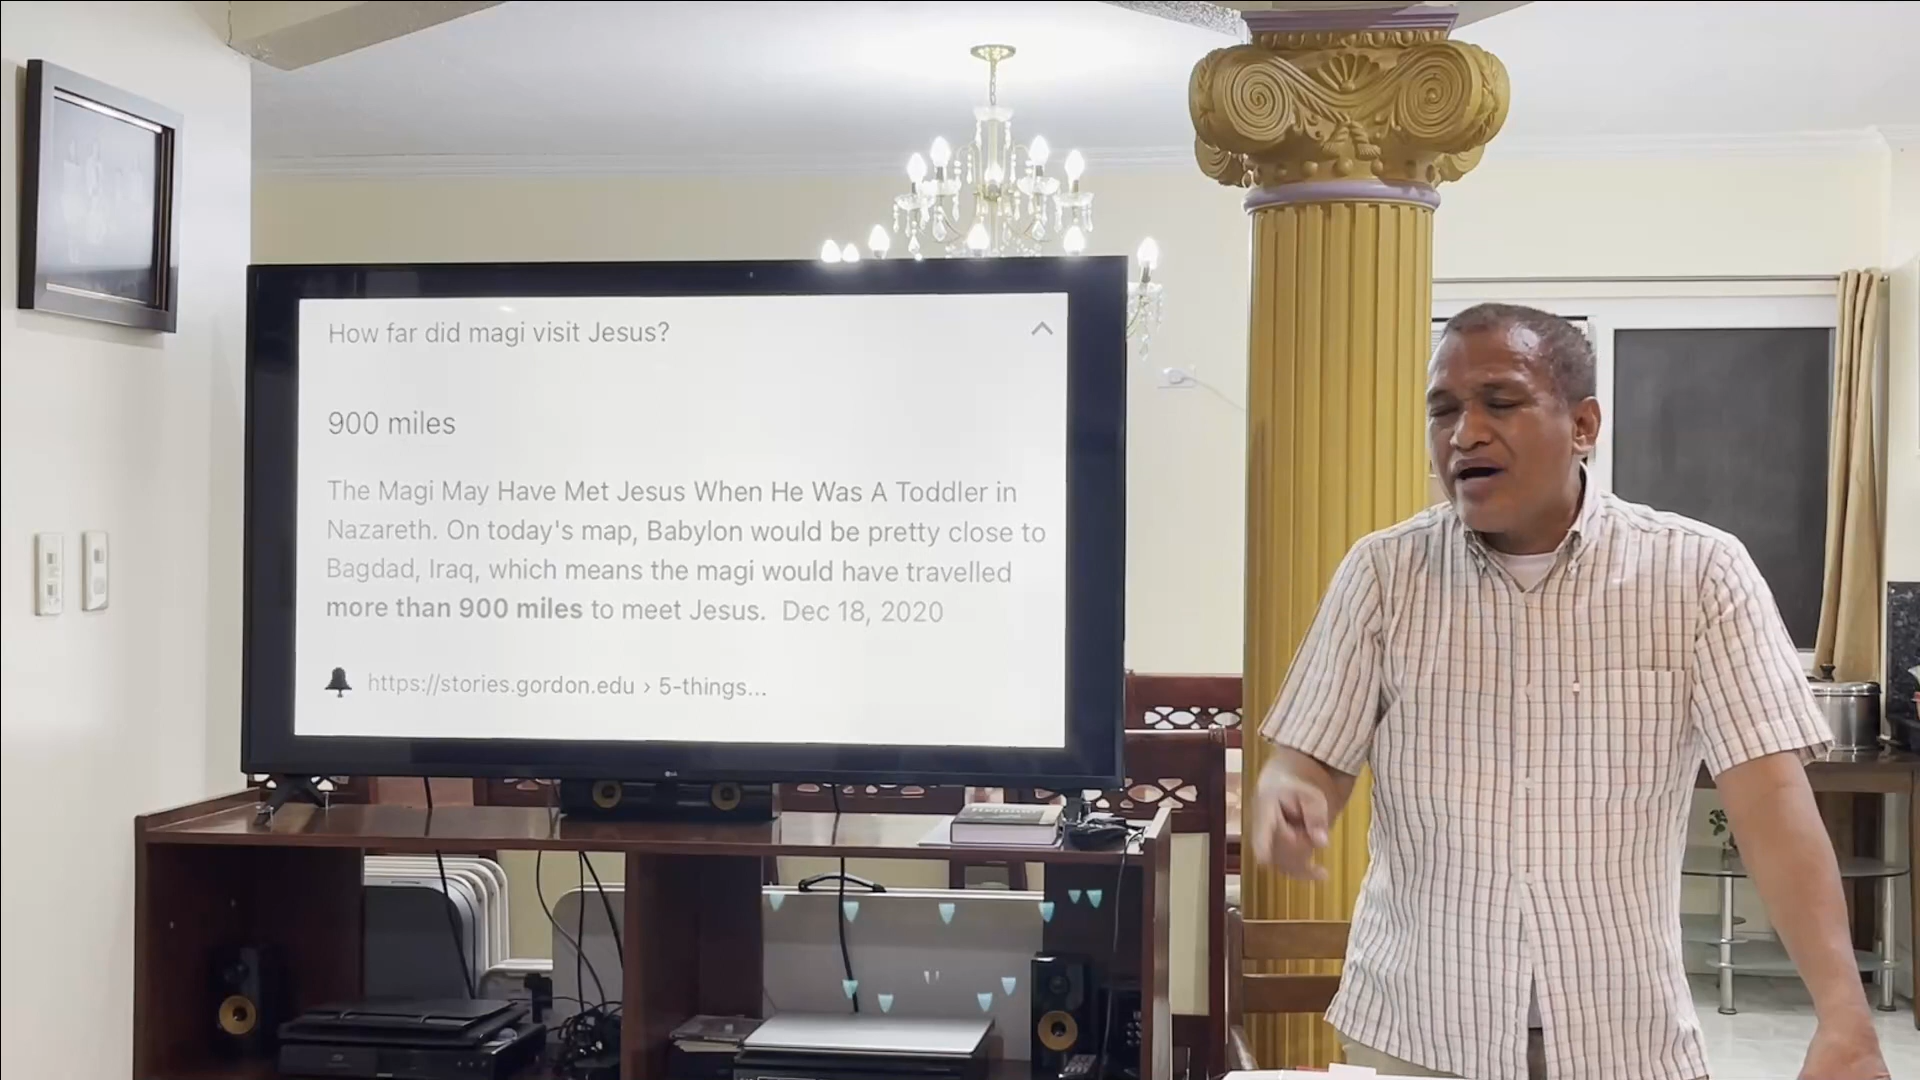 How far did magi visit Jesus?
900 miles
The Magi May Have Met Jesus When He Was A Toddler in
Nazareth. On today's map, Babylon would be pretty close to
Bagdad, Iraq, which means the magi would have travelled
more than 900 miles to meet Jesus. Dec 18, 2020
https://stories.gordon.edu › 5-things...
LG